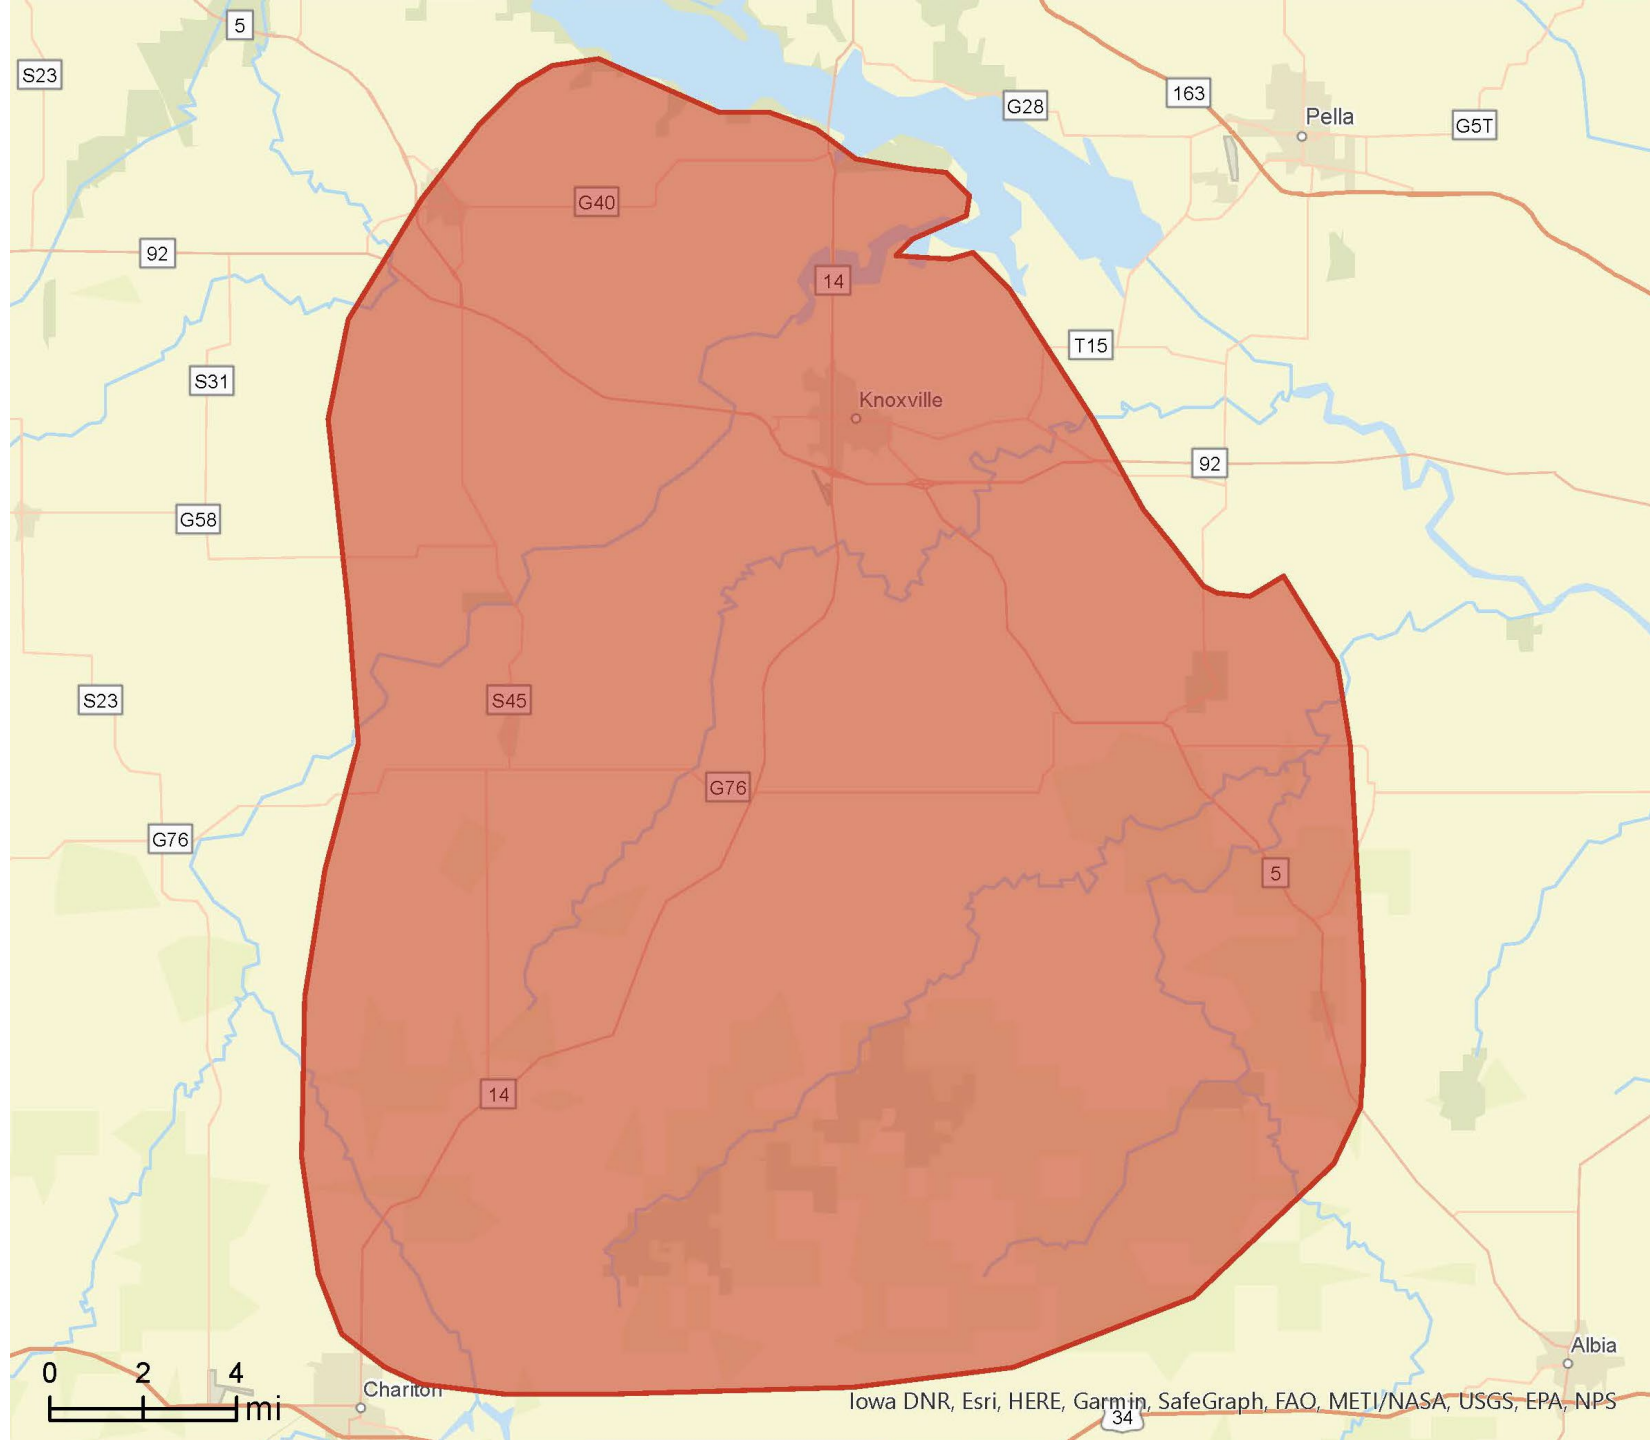 5
S23
163
G28
Pella
G5T
G40
92
14
T15
S31
Knoxville
92
G58
S23
S45
G76
G76
5
14
Albia
0 2 4
mi
Chariton
Iowa DNR, Esri, HERE, Garmin, SafeGraph, FAO, METI/NASA, USGS, EPA, NPS
34